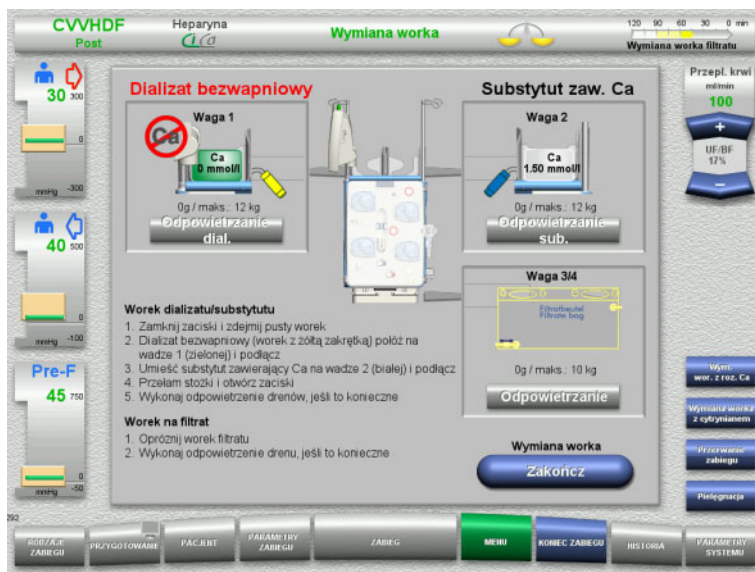 CVVHDF
Post
Heparyna
CiCa
Wymiana worka
120 90 60 30 0 min
Wymiana worka filtratu
30
300
0
mmHg
-300
40
500
0
mmHg
-100
Pre-F
45
750
0
mmHg
-50
Dializat bezwapniowy
Waga 1
Ca
Ca
0 mmol/l
0g / maks.: 12 kg
Odpowietrzanie
dial.
Substytut zaw. Ca
Waga 2
Ca
1.50 mmol/l
0g / maks.: 12 kg
Odpowietrzanie
sub.
Waga 3/4
Filtratbeutel
Filtrate bag
0g / maks.: 10 kg
Odpowietrzanie
Worek dializatu/substytutu
1. Zamknij zaciski i zdejmij pusty worek
2. Dializat bezwapniowy (worek z żółtą zakrętką) połóż na
wadze 1 (zielonej) i podłącz
3. Umieść substytut zawierający Ca na wadze 2 (białej) i podłącz
4. Przełam stożki i otwórz zaciski
5. Wykonaj odpowietrzenie drenów, jeśli to konieczne
Worek na filtrat
1. Opróżnij worek filtratu
2. Wykonaj odpowietrzenie drenu, jeśli to konieczne
Wymiana worka
Zakończ
Przepł. krwi
ml/min
100
+
UF/BF
17%
−
Wymi.
wor. z roz. Ca
Wymiana worka
z cytrynianem
Przerwanie
zabiegu
Pielęgnacja
292
RODZAJE
ZABIEGU
PRZYGOTOWANIE
PACJENT
PARAMETRY
ZABIEGU
ZABIEG
MENU
KONIEC ZABIEGU
HISTORIA
PARAMETRY
SYSTEMU